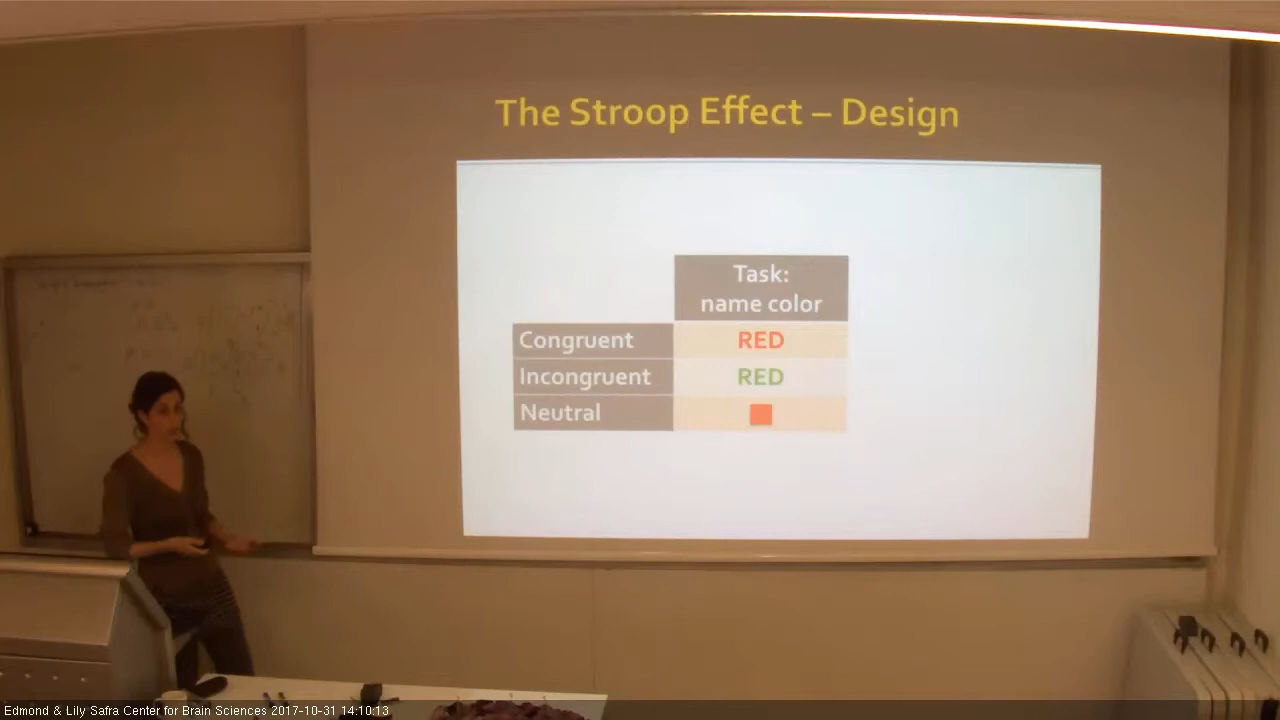 The Stroop Effect – Design
Task:
name color
Congruent RED
Incongruent RED
Neutral
Edmond & Lily Safra Center for Brain Sciences 2017-10-31 14:10:13